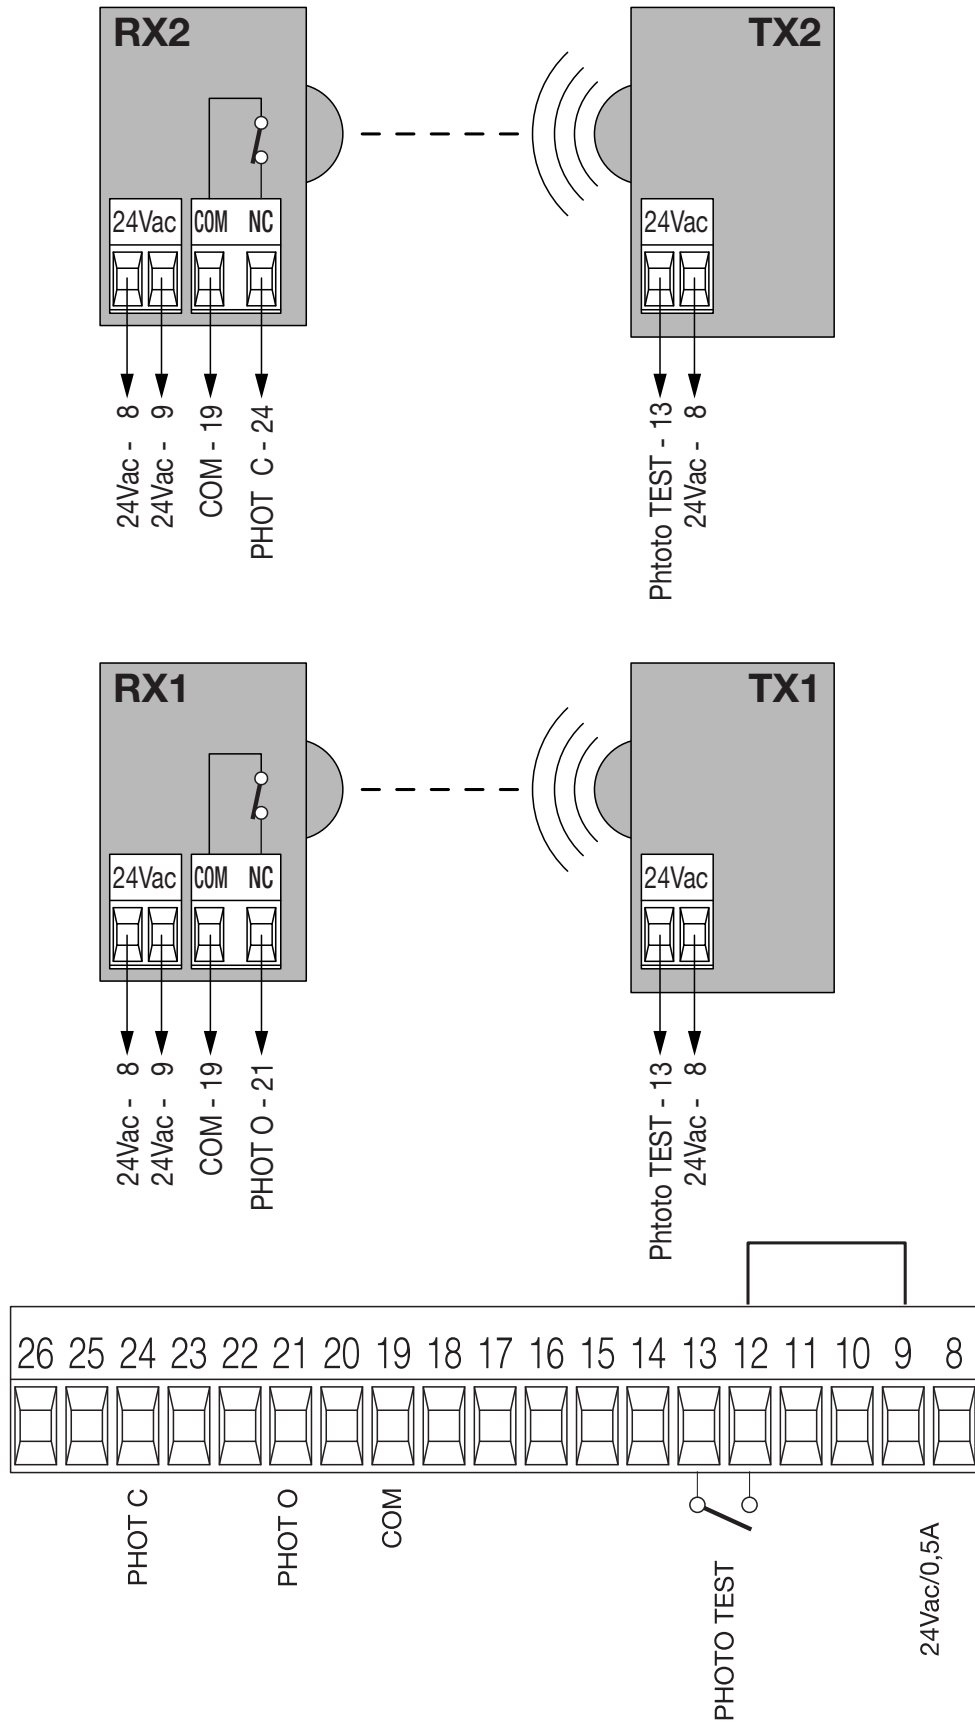 RX2
TX2
24Vac COM NC
24Vac
24Vac - 8
24Vac - 9
COM - 19
PHOT C - 24
Phtoto TEST - 13
24Vac - 8
RX1
TX1
24Vac COM NC
24Vac
24Vac - 8
24Vac - 9
COM - 19
PHOT O - 21
Phtoto TEST - 13
24Vac - 8
26 25 24 23 22 21 20 19 18 17 16 15 14 13 12 11 10 9 8
PHOT C
PHOT O
COM
PHOTO TEST
24Vac/0,5A